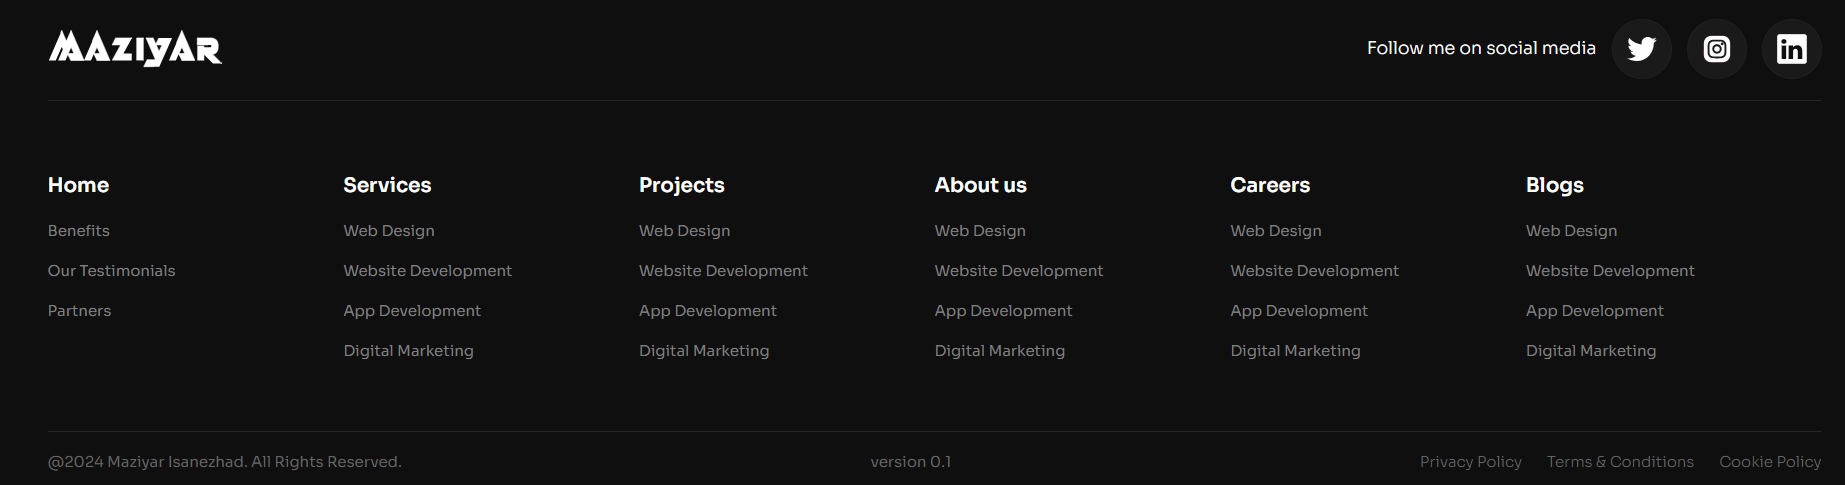 MAZIYAR
Follow me on social media
Home
Benefits
Our Testimonials
Partners
Services
Web Design
Website Development
App Development
Digital Marketing
Projects
Web Design
Website Development
App Development
Digital Marketing
About us
Web Design
Website Development
App Development
Digital Marketing
Careers
Web Design
Website Development
App Development
Digital Marketing
Blogs
Web Design
Website Development
App Development
Digital Marketing
@2024 Maziyar Isanezhad. All Rights Reserved.
version 0.1
Privacy Policy Terms & Conditions Cookie Policy